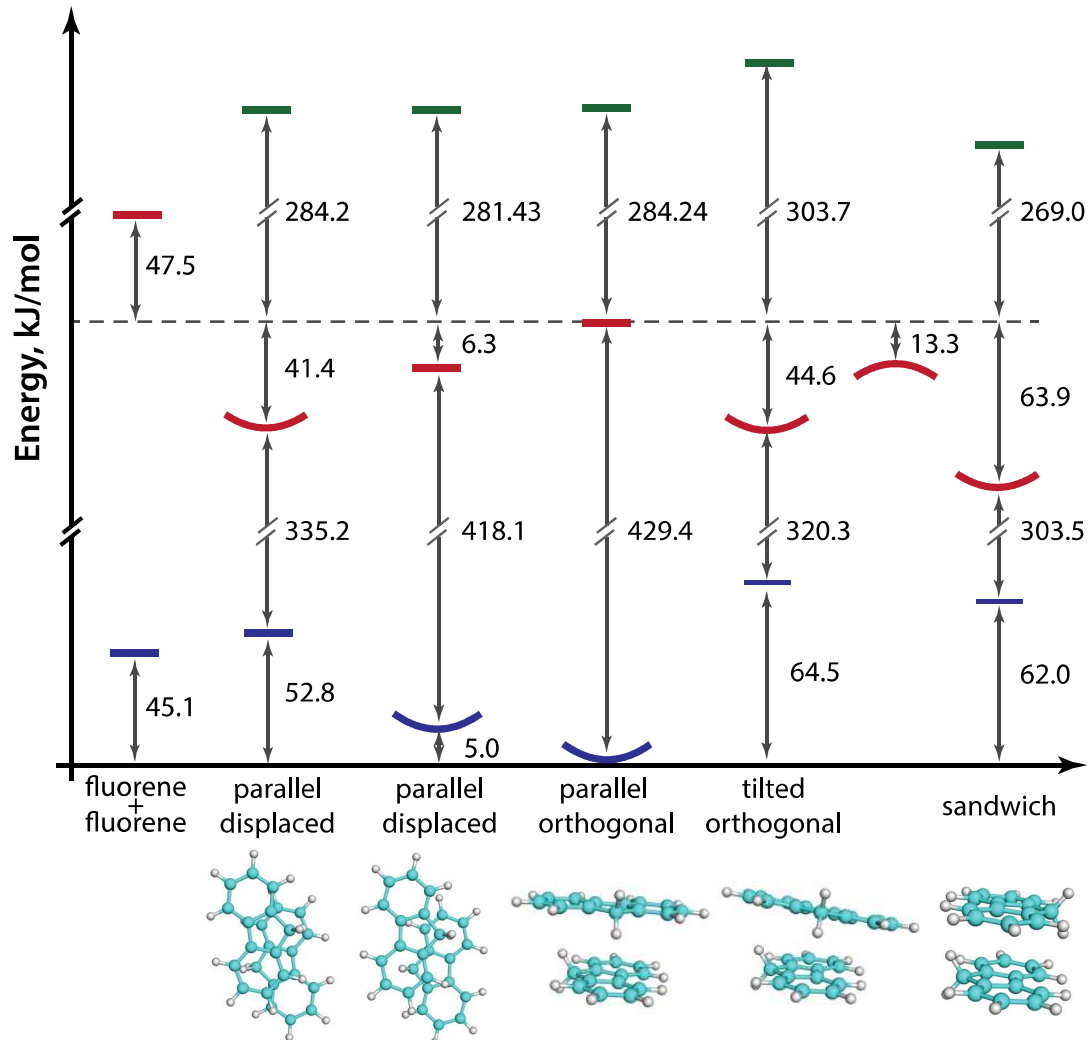 Energy, kJ/mol
47.5
284.2
281.43
284.24
303.7
269.0
41.4
6.3
44.6
13.3
63.9
335.2
418.1
429.4
320.3
303.5
45.1
52.8
5.0
64.5
62.0
fluorene
+
fluorene
parallel
displaced
parallel
displaced
parallel
orthogonal
tilted
orthogonal
sandwich